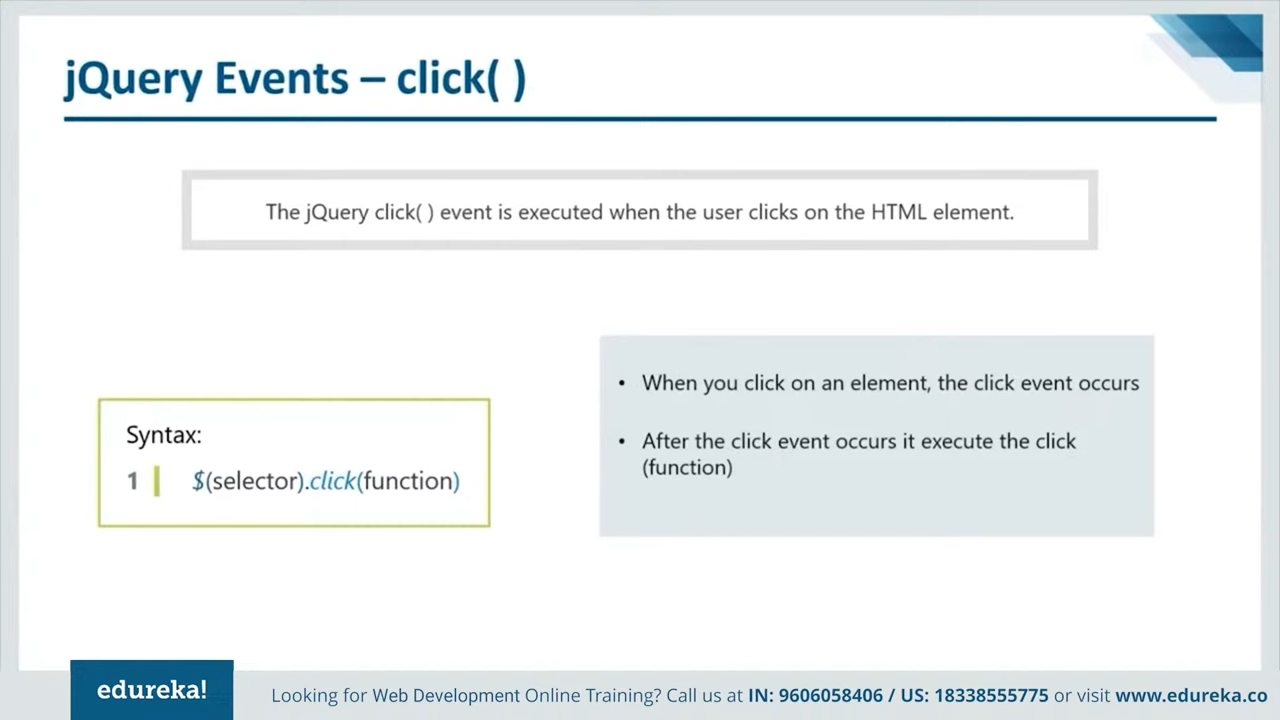 jQuery Events – click( )
The jQuery click( ) event is executed when the user clicks on the HTML element.
Syntax:
1 $(selector).click(function)
• When you click on an element, the click event occurs
• After the click event occurs it execute the click
(function)
edureka!
Looking for Web Development Online Training? Call us at IN: 9606058406 / US: 18338555775 or visit www.edureka.co